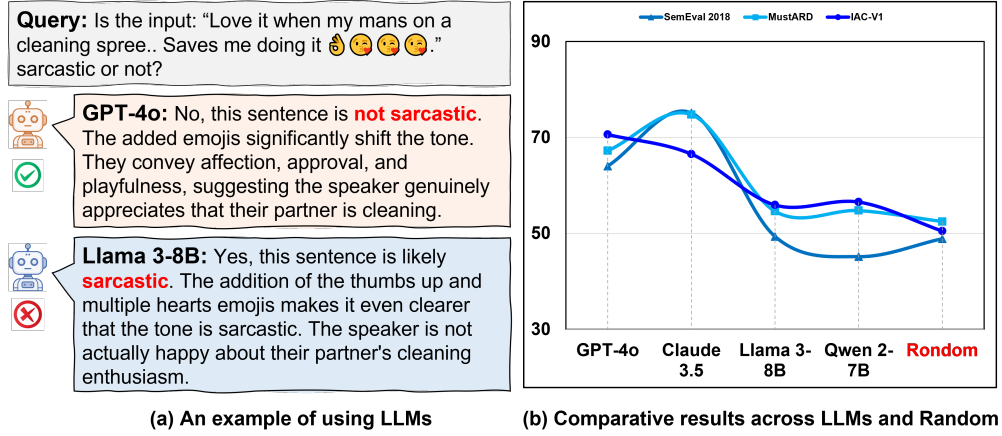 Query: Is the input: “Love it when my mans on a
cleaning spree.. Saves me doing it 👌😘😘😘.”
sarcastic or not?
GPT-4o: No, this sentence is not sarcastic.
The added emojis significantly shift the tone.
They convey affection, approval, and
playfulness, suggesting the speaker genuinely
appreciates that their partner is cleaning.
Llama 3-8B: Yes, this sentence is likely
sarcastic. The addition of the thumbs up and
multiple hearts emojis makes it even clearer
that the tone is sarcastic. The speaker is not
actually happy about their partner's cleaning
enthusiasm.
(a) An example of using LLMs
SemEval 2018 MustARD IAC-V1
90
70
50
30
GPT-4o
Claude
3.5
Llama 3-
8B
Qwen 2-
7B
Rondom
(b) Comparative results across LLMs and Random